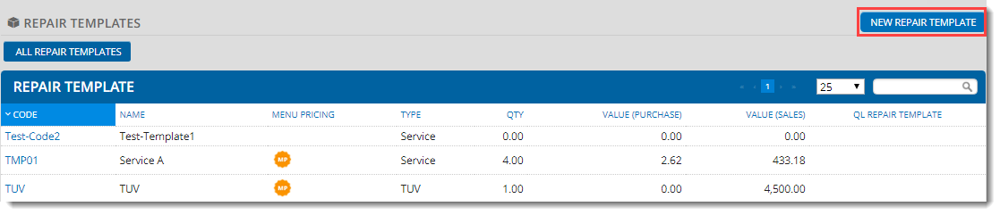 REPAIR TEMPLATES NEW REPAIR TEMPLATE
ALL REPAIR TEMPLATES
REPAIR TEMPLATE « ‹ 1 › » 25
CODE NAME MENU PRICING TYPE QTY VALUE (PURCHASE) VALUE (SALES) QL REPAIR TEMPLATE
Test-Code2 Test-Template1 Service 0.00 0.00 0.00
TMP01 Service A MP Service 4.00 2.62 433.18
TUV TUV MP TUV 1.00 0.00 4,500.00